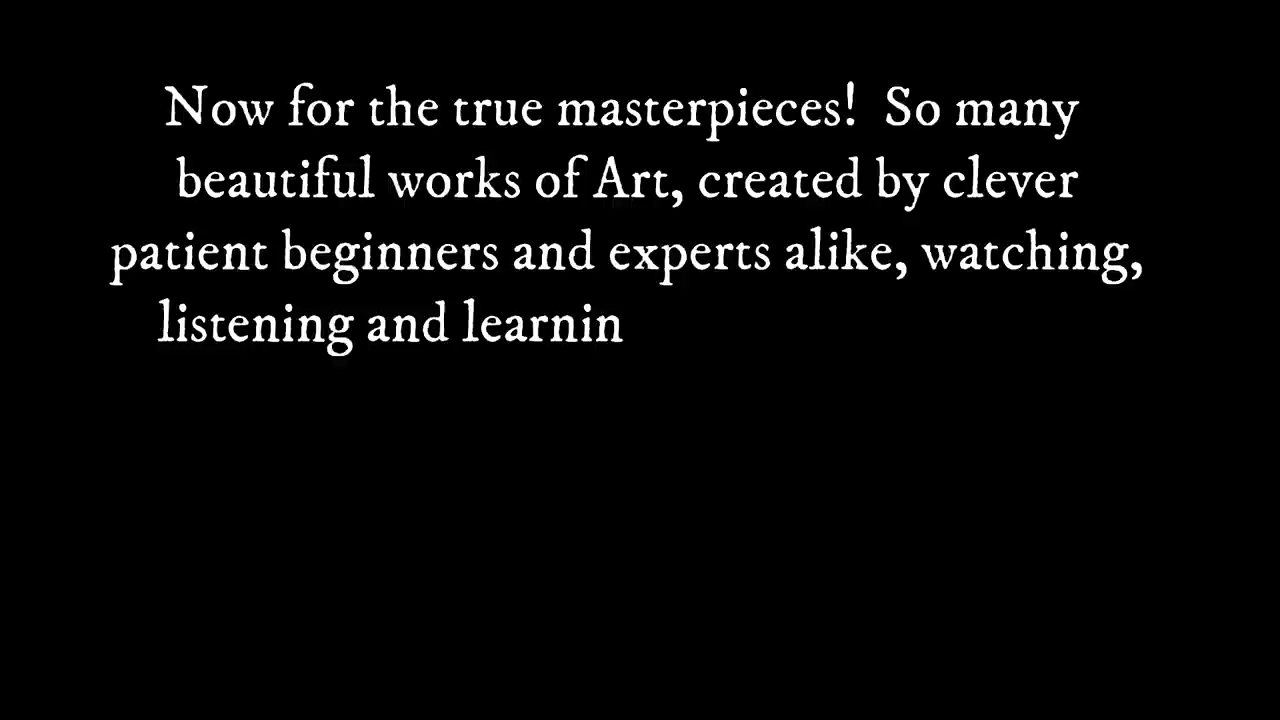 Now for the true masterpieces!  So many
beautiful works of Art, created by clever
patient beginners and experts alike, watching,
listening and learnin